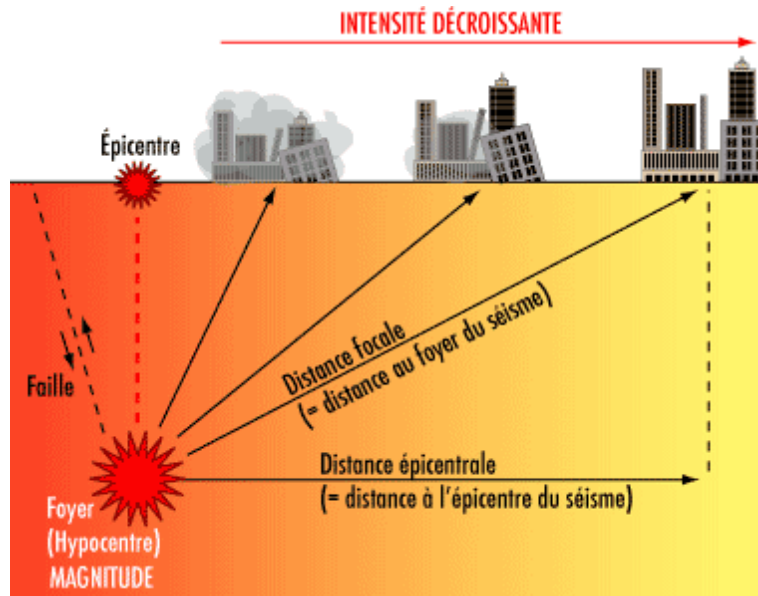 INTENSITÉ DÉCROISSANTE
Épicentre
Faille
Distance focale
(= distance au foyer du séisme)
Distance épicentrale
(= distance à l'épicentre du séisme)
Foyer
(Hypocentre)
MAGNITUDE